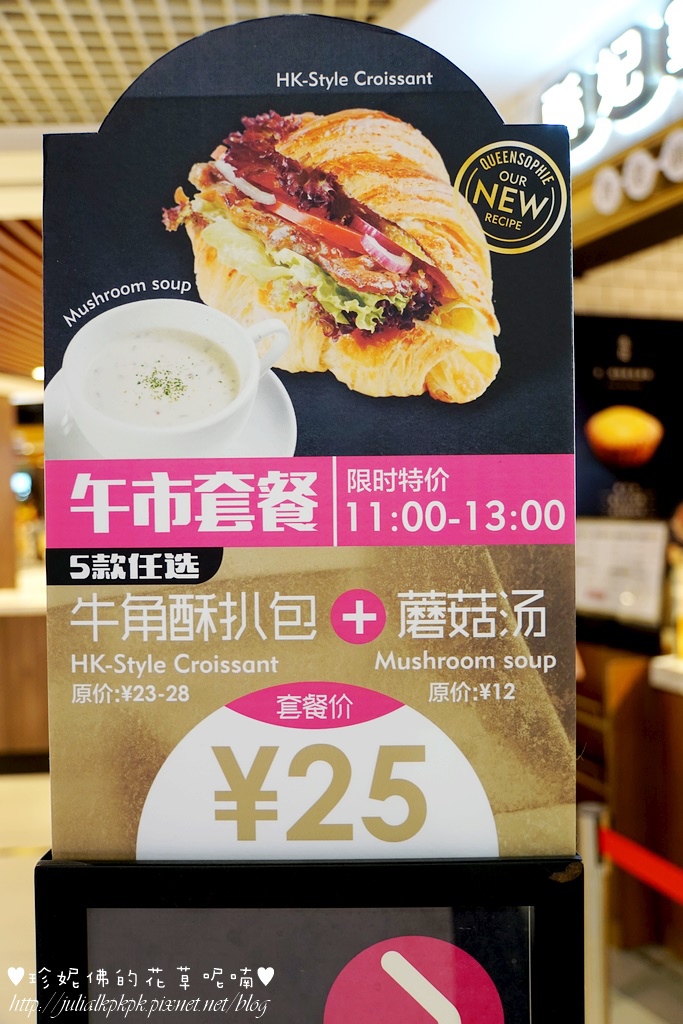 HK-Style Croissant
QUEENSOPHIE
OUR
NEW
RECIPE
Mushroom soup
午市套餐
限时特价
11:00-13:00
5款任选
牛角酥扒包 + 蘑菇汤
HK-Style Croissant Mushroom soup
原价:¥23-28 原价:¥12
套餐价
¥25
♥珍妮佛的花草呢喃♥
http://julialkpkpk.pixnet.net/blog